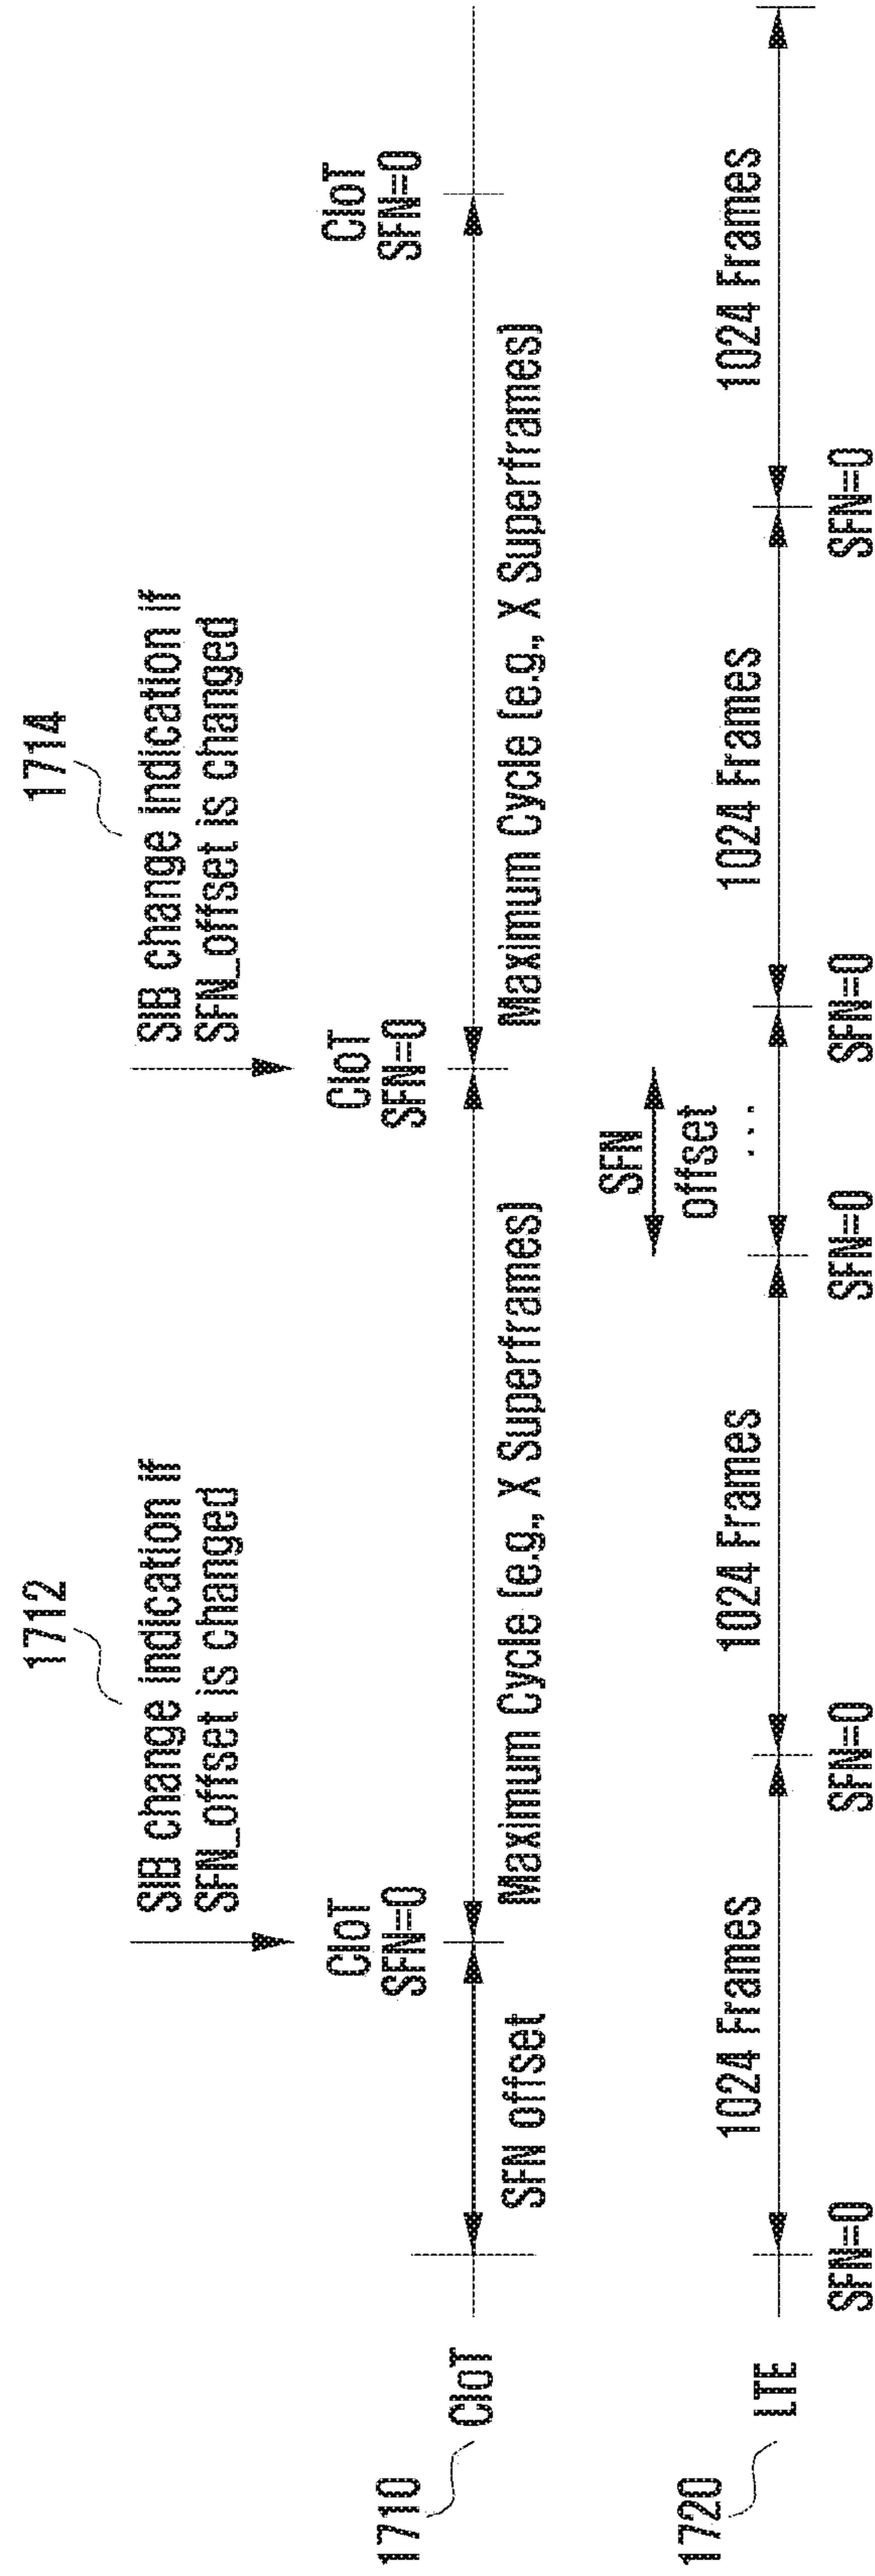 1712
1714
SIB change indication if
SFN_offset is changed
SIB change indication if
SFN_offset is changed
CIoT
SFN=0
CIoT
SFN=0
CIoT
SFN=0
1710
CIoT
SFN offset
Maximum Cycle (e.g., X Superframes)
Maximum Cycle (e.g., X Superframes)
SFN
offset
1024 Frames
1024 Frames
...
1024 Frames
1024 Frames
1720
LTE
SFN=0
SFN=0
SFN=0
SFN=0
SFN=0